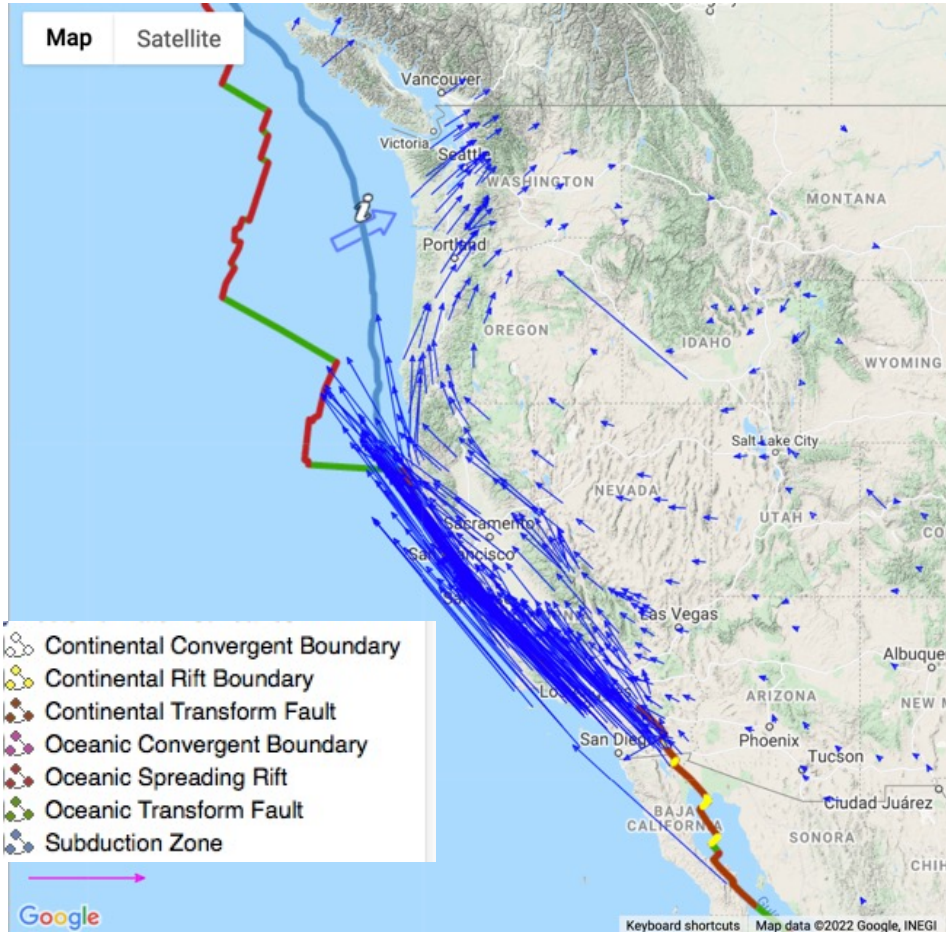 Map Satellite
Vancouver
Victoria
Seattle
WASHINGTON
MONTANA
i
Portland
OREGON
IDAHO
WYOMING
Salt Lake City
NEVADA
UTAH
Sacramento
San Francisco
CO
Las Vegas
Albuque
ARIZONA
NEW M
San Diego
Phoenix
Tucson
Ciudad Juárez
BAJA
CALIFORNIA
SONORA
CHIH
Continental Convergent Boundary
Continental Rift Boundary
Continental Transform Fault
Oceanic Convergent Boundary
Oceanic Spreading Rift
Oceanic Transform Fault
Subduction Zone
Google
Keyboard shortcuts Map data ©2022 Google, INEGI